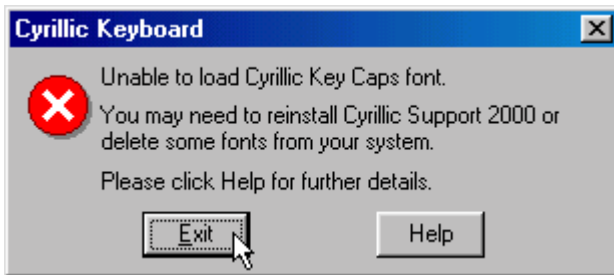 Cyrillic Keyboard
Unable to load Cyrillic Key Caps font.
You may need to reinstall Cyrillic Support 2000 or
delete some fonts from your system.
Please click Help for further details.
Exit Help